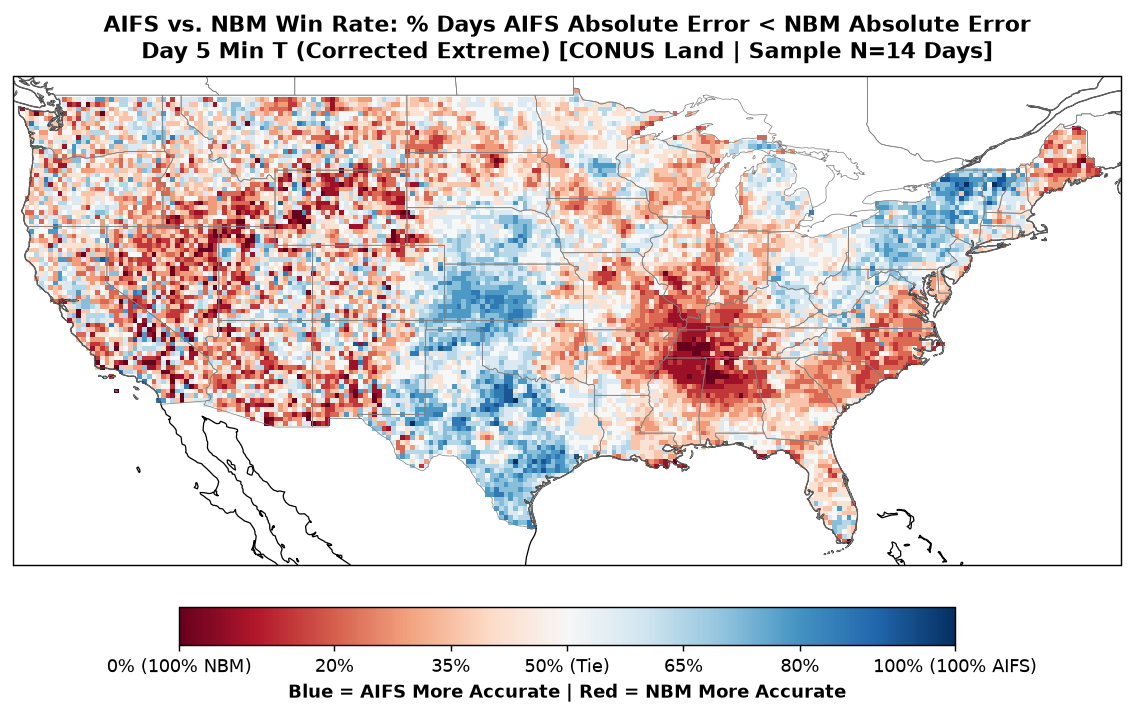 AIFS vs. NBM Win Rate: % Days AIFS Absolute Error < NBM Absolute Error
Day 5 Min T (Corrected Extreme) [CONUS Land | Sample N=14 Days]
0% (100% NBM) 20% 35% 50% (Tie) 65% 80% 100% (100% AIFS)
Blue = AIFS More Accurate | Red = NBM More Accurate